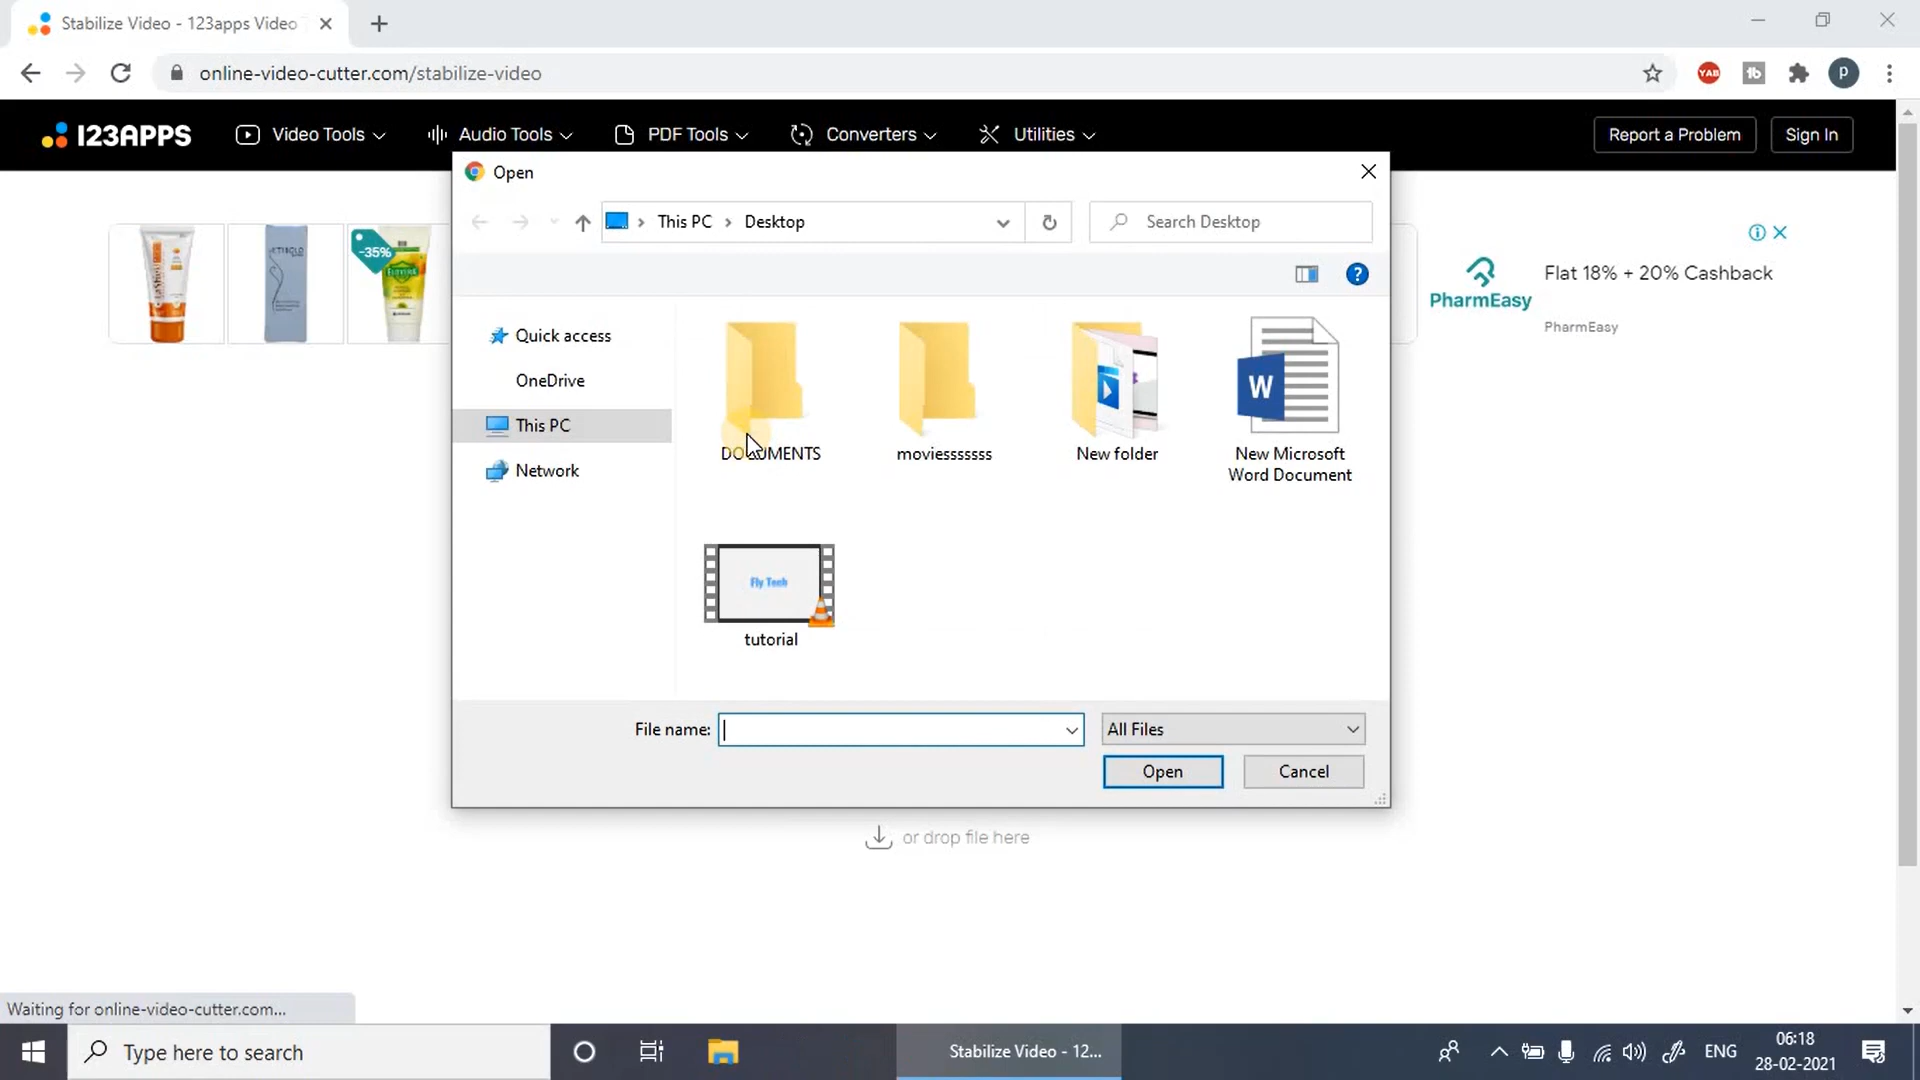 Stabilize Video - 123apps Video
online-video-cutter.com/stabilize-video
YAB
tb
P
123APPS
Video Tools
Audio Tools
PDF Tools
Converters
Utilities
Report a Problem
Sign In
Open
This PC
Desktop
Search Desktop
-35%
PharmEasy
Flat 18% + 20% Cashback
PharmEasy
Quick access
OneDrive
This PC
Network
DOCUMENTS
moviesssssss
New folder
W
New Microsoft
Word Document
Fly Tech
tutorial
File name:
All Files
Open
Cancel
or drop file here
Waiting for online-video-cutter.com...
Type here to search
Stabilize Video - 12...
ENG
06:18
28-02-2021